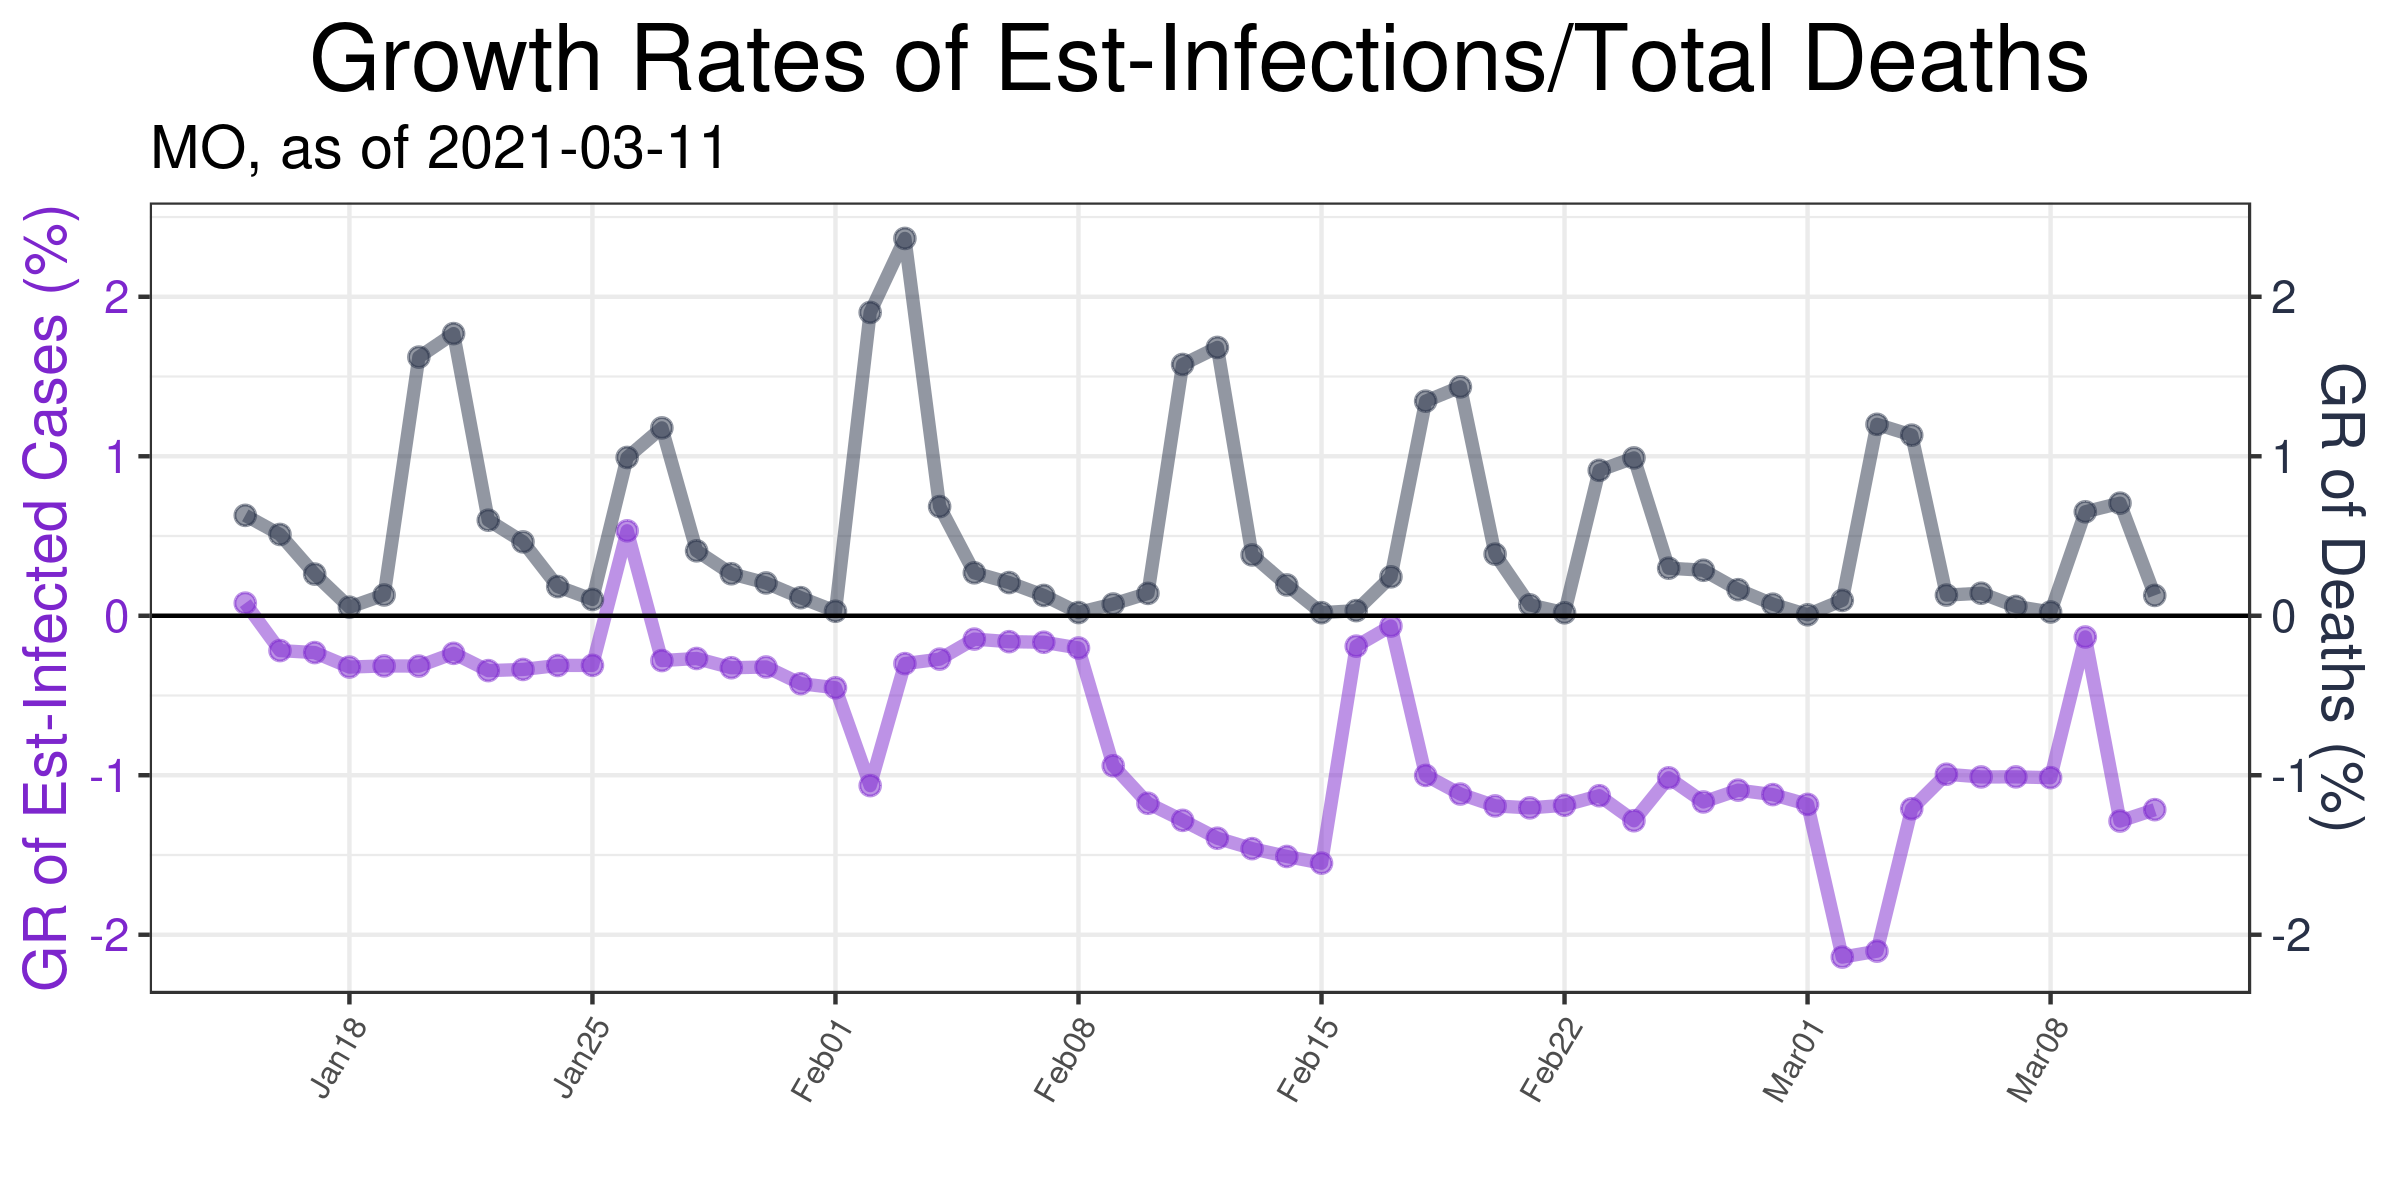 Growth Rates of Est-Infections/Total Deaths
MO, as of 2021-03-11
GR of Est-Infected Cases (%)
2
1
0
-1
-2
2
1
0
-1
-2
GR of Deaths (%)
Jan18
Jan25
Feb01
Feb08
Feb15
Feb22
Mar01
Mar08